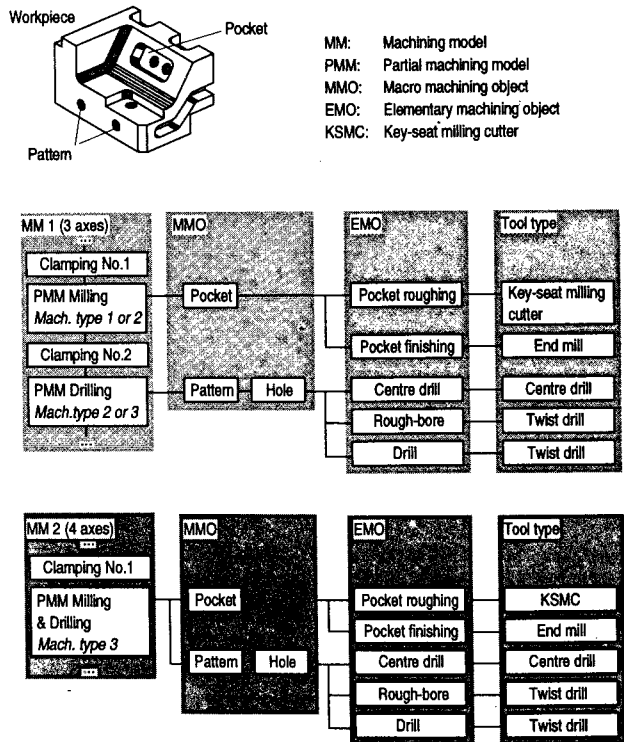 Workpiece
Pocket
Pattern
MM: Machining model
PMM: Partial machining model
MMO: Macro machining object
EMO: Elementary machining object
KSMC: Key-seat milling cutter
MM 1 (3 axes)
...
Clamping No.1
PMM Milling
Mach. type 1 or 2
Clamping No.2
PMM Drilling
Mach.type 2 or 3
...
MMO
Pocket
Pattern Hole
EMO
Pocket roughing
Pocket finishing
Centre drill
Rough-bore
Drill
Tool type
Key-seat milling
cutter
End mill
Centre drill
Twist drill
Twist drill
MM 2 (4 axes)
...
Clamping No.1
PMM Milling
& Drilling
Mach. type 3
...
MMO
Pocket
Pattern Hole
EMO
Pocket roughing
Pocket finishing
Centre drill
Rough-bore
Drill
Tool type
KSMC
End mill
Centre drill
Twist drill
Twist drill